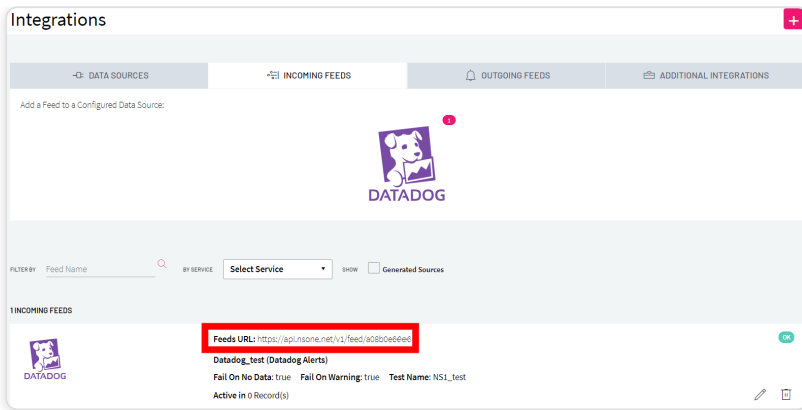 Integrations
+
DATA SOURCES
INCOMING FEEDS
OUTGOING FEEDS
ADDITIONAL INTEGRATIONS
Add a Feed to a Configured Data Source:
1
DATADOG
FILTER BY Feed Name BY SERVICE Select Service SHOW Generated Sources
1 INCOMING FEEDS
Feeds URL: https://api.nsone.net/v1/feed/a08b0e60e6
OK
DATADOG
Datadog_test (Datadog Alerts)
Fail On No Data: true Fail On Warning: true Test Name: NS1_test
Active in 0 Record(s)